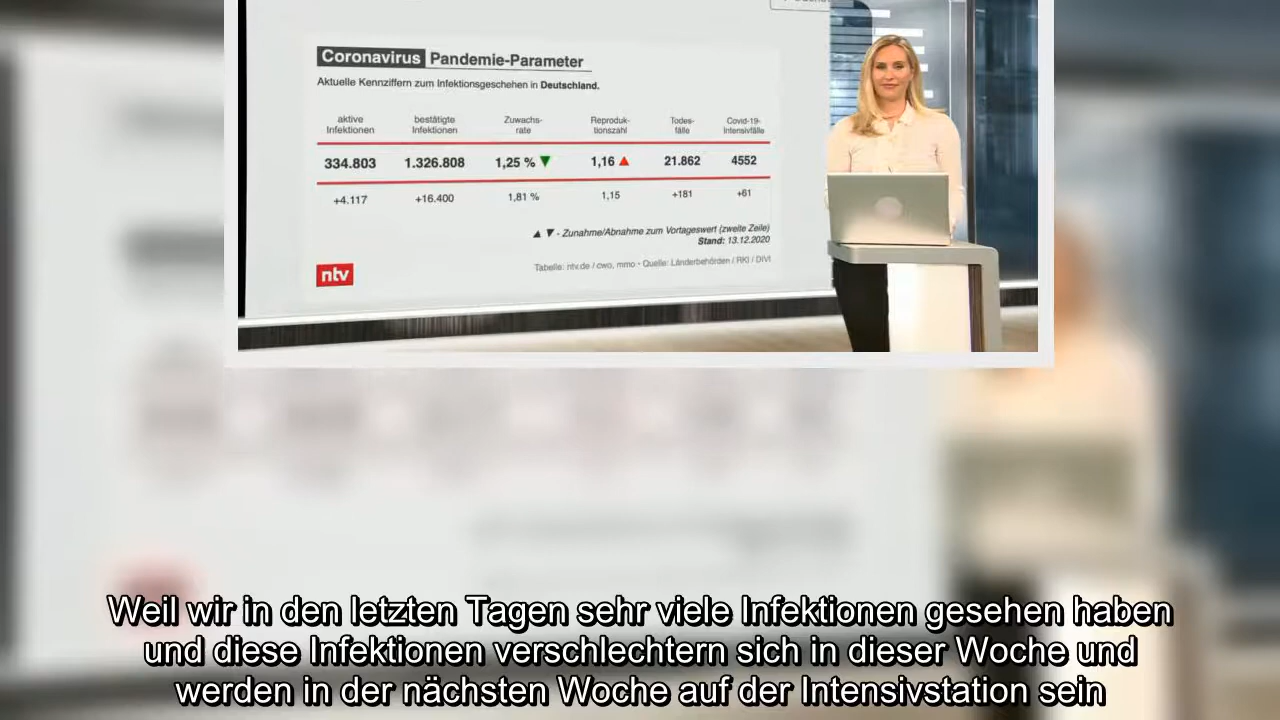 Coronavirus Pandemie-Parameter
Aktuelle Kennziffern zum Infektionsgeschehen in Deutschland.
aktive Infektionen bestätigte Infektionen Zuwachs-rate Reproduk-tionszahl Todes-fälle Covid-19-Intensivfälle
334.803 1.326.808 1,25 % ▼ 1,16 ▲ 21.862 4552
+4.117 +16.400 1,81 % 1,15 +181 +61
▲ ▼ - Zunahme/Abnahme zum Vortageswert (zweite Zeile)
Stand: 13.12.2020
ntv
Tabelle: ntv.de / cwo, mmo • Quelle: Länderbehörden / RKI / DIVI
Weil wir in den letzten Tagen sehr viele Infektionen gesehen haben
und diese Infektionen verschlechtern sich in dieser Woche und
werden in der nächsten Woche auf der Intensivstation sein